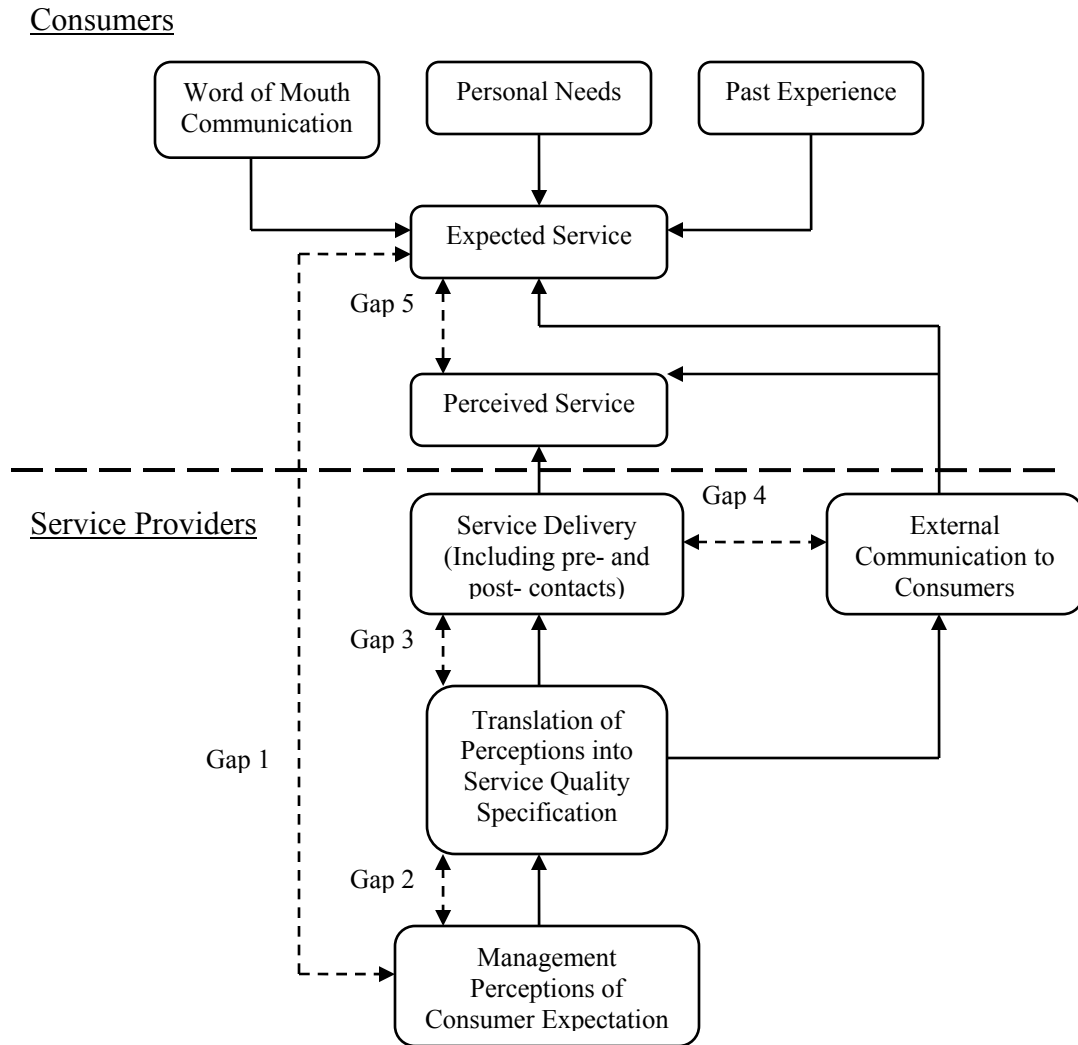 Consumers
Word of Mouth
Communication
Personal Needs
Past Experience
Expected Service
Gap 5
Perceived Service
Gap 4
Service Providers
Service Delivery
(Including pre- and
post- contacts)
External
Communication to
Consumers
Gap 3
Translation of
Perceptions into
Service Quality
Specification
Gap 1
Gap 2
Management
Perceptions of
Consumer Expectation